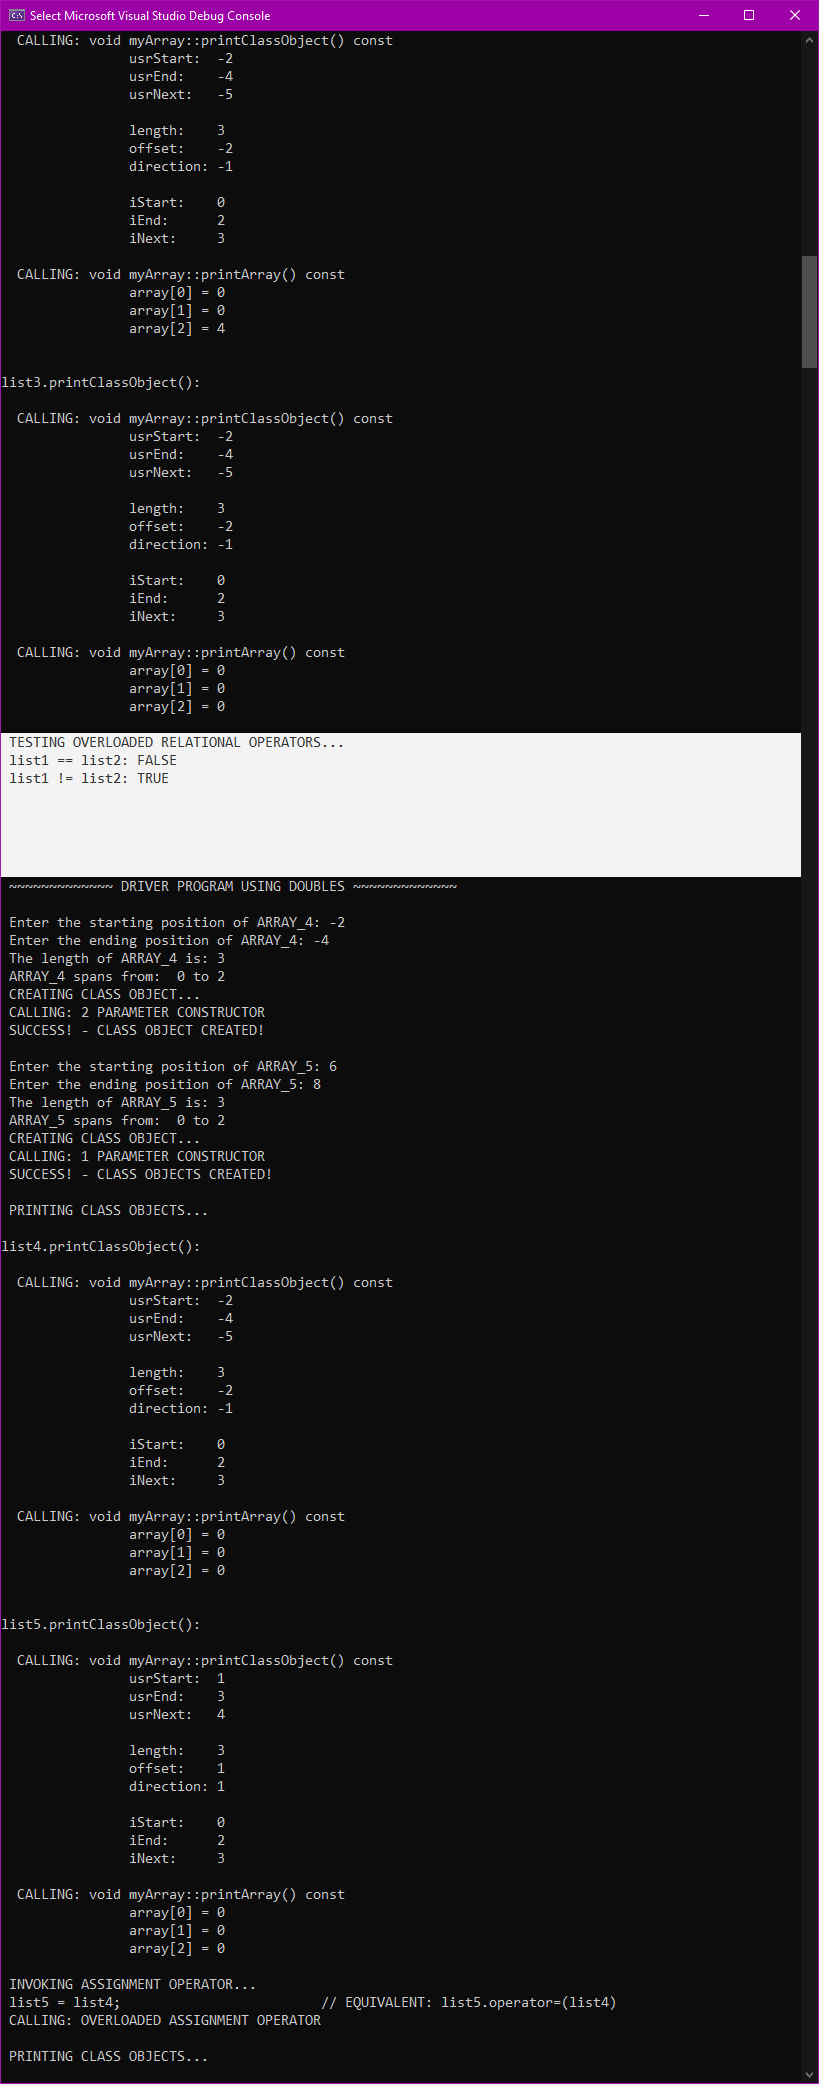 Select Microsoft Visual Studio Debug Console
CALLING: void myArray::printClassObject() const
usrStart: -2
usrEnd: -4
usrNext: -5
length: 3
offset: -2
direction: -1
iStart: 0
iEnd: 2
iNext: 3
CALLING: void myArray::printArray() const
array[0] = 0
array[1] = 0
array[2] = 4
list3.printClassObject():
CALLING: void myArray::printClassObject() const
usrStart: -2
usrEnd: -4
usrNext: -5
length: 3
offset: -2
direction: -1
iStart: 0
iEnd: 2
iNext: 3
CALLING: void myArray::printArray() const
array[0] = 0
array[1] = 0
array[2] = 0
TESTING OVERLOADED RELATIONAL OPERATORS...
list1 == list2: FALSE
list1 != list2: TRUE
~~~~~~~~~~~~~ DRIVER PROGRAM USING DOUBLES ~~~~~~~~~~~~~
Enter the starting position of ARRAY_4: -2
Enter the ending position of ARRAY_4: -4
The length of ARRAY_4 is: 3
ARRAY_4 spans from:  0 to 2
CREATING CLASS OBJECT...
CALLING: 2 PARAMETER CONSTRUCTOR
SUCCESS! - CLASS OBJECT CREATED!
Enter the starting position of ARRAY_5: 6
Enter the ending position of ARRAY_5: 8
The length of ARRAY_5 is: 3
ARRAY_5 spans from:  0 to 2
CREATING CLASS OBJECT...
CALLING: 1 PARAMETER CONSTRUCTOR
SUCCESS! - CLASS OBJECTS CREATED!
PRINTING CLASS OBJECTS...
list4.printClassObject():
CALLING: void myArray::printClassObject() const
usrStart: -2
usrEnd: -4
usrNext: -5
length: 3
offset: -2
direction: -1
iStart: 0
iEnd: 2
iNext: 3
CALLING: void myArray::printArray() const
array[0] = 0
array[1] = 0
array[2] = 0
list5.printClassObject():
CALLING: void myArray::printClassObject() const
usrStart: 1
usrEnd: 3
usrNext: 4
length: 3
offset: 1
direction: 1
iStart: 0
iEnd: 2
iNext: 3
CALLING: void myArray::printArray() const
array[0] = 0
array[1] = 0
array[2] = 0
INVOKING ASSIGNMENT OPERATOR...
list5 = list4; // EQUIVALENT: list5.operator=(list4)
CALLING: OVERLOADED ASSIGNMENT OPERATOR
PRINTING CLASS OBJECTS...